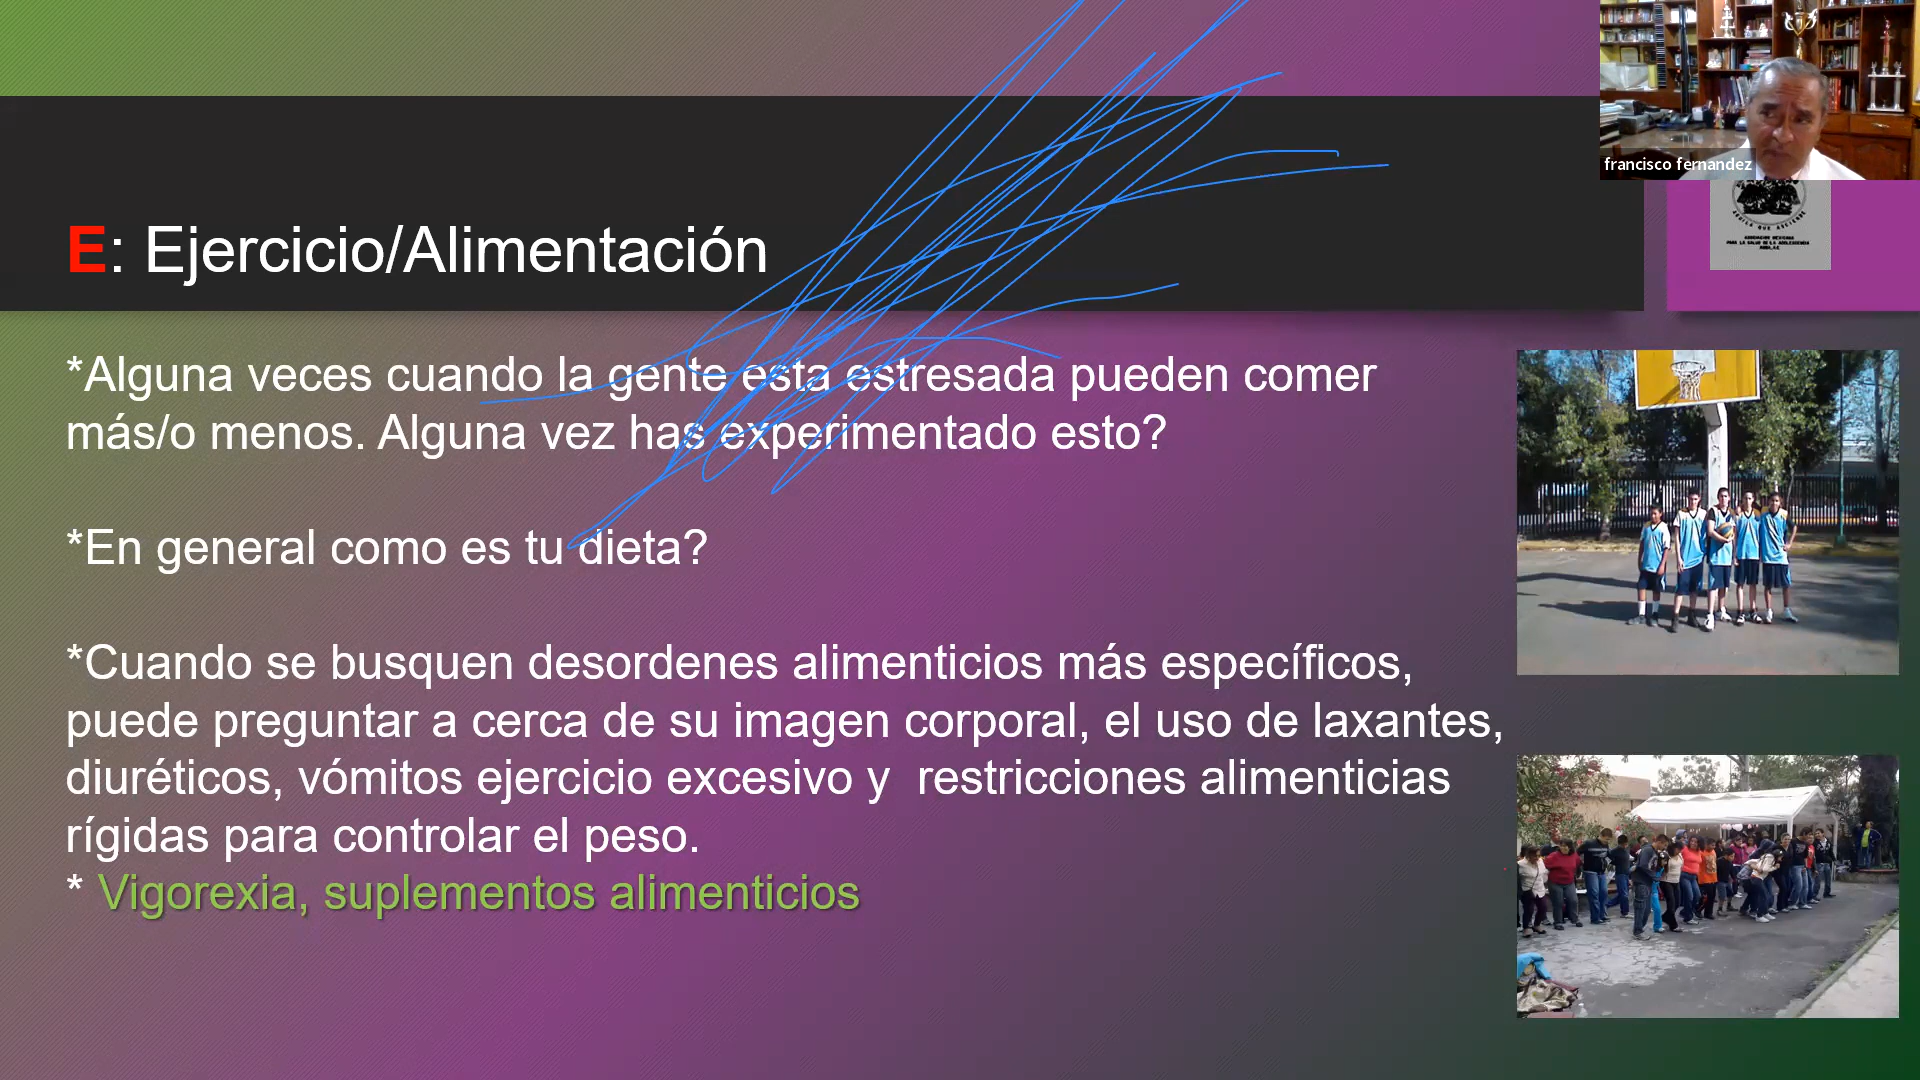 francisco fernandez
E: Ejercicio/Alimentación
*Alguna veces cuando la gente esta estresada pueden comer
más/o menos. Alguna vez has experimentado esto?
*En general como es tu dieta?
*Cuando se busquen desordenes alimenticios más específicos,
puede preguntar a cerca de su imagen corporal, el uso de laxantes,
diuréticos, vómitos ejercicio excesivo y  restricciones alimenticias
rígidas para controlar el peso.
* Vigorexia, suplementos alimenticios